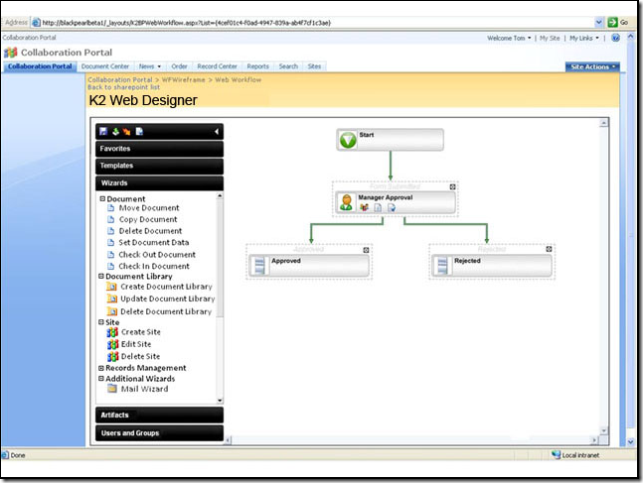 Address http://blackpearlbeta1/_layouts/K2BPWebWorkflow.aspx?List={4cef01c4-f0ad-4947-839a-ab4f7cf1c3ae} Go
Collaboration Portal Welcome Tom | My Site | My Links |
Collaboration Portal
Collaboration Portal Document Center News Order Record Center Reports Search Sites Site Actions
Collaboration Portal > WFWireframe > Web Workflow
Back to sharepoint list
K2 Web Designer
Favorites
Templates
Wizards
Document
Move Document
Copy Document
Delete Document
Set Document Data
Check Out Document
Check In Document
Document Library
Create Document Library
Update Document Library
Delete Document Library
Site
Create Site
Edit Site
Delete Site
Records Management
Additional Wizards
Mail Wizard
Artifacts
Users and Groups
Start
Form Submitted
Manager Approval
Approved
Approved
Rejected
Rejected
Done Local intranet